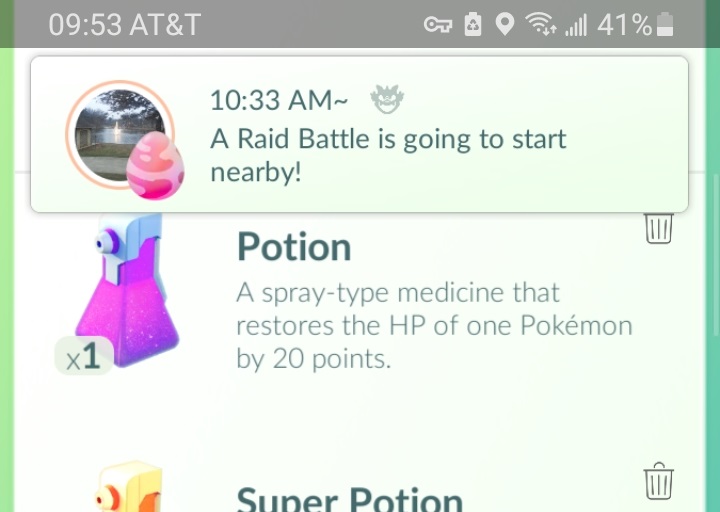 09:53 AT&T 41%
10:33 AM~
A Raid Battle is going to start
nearby!
Potion
A spray-type medicine that
restores the HP of one Pokémon
by 20 points.
x1
Super Potion